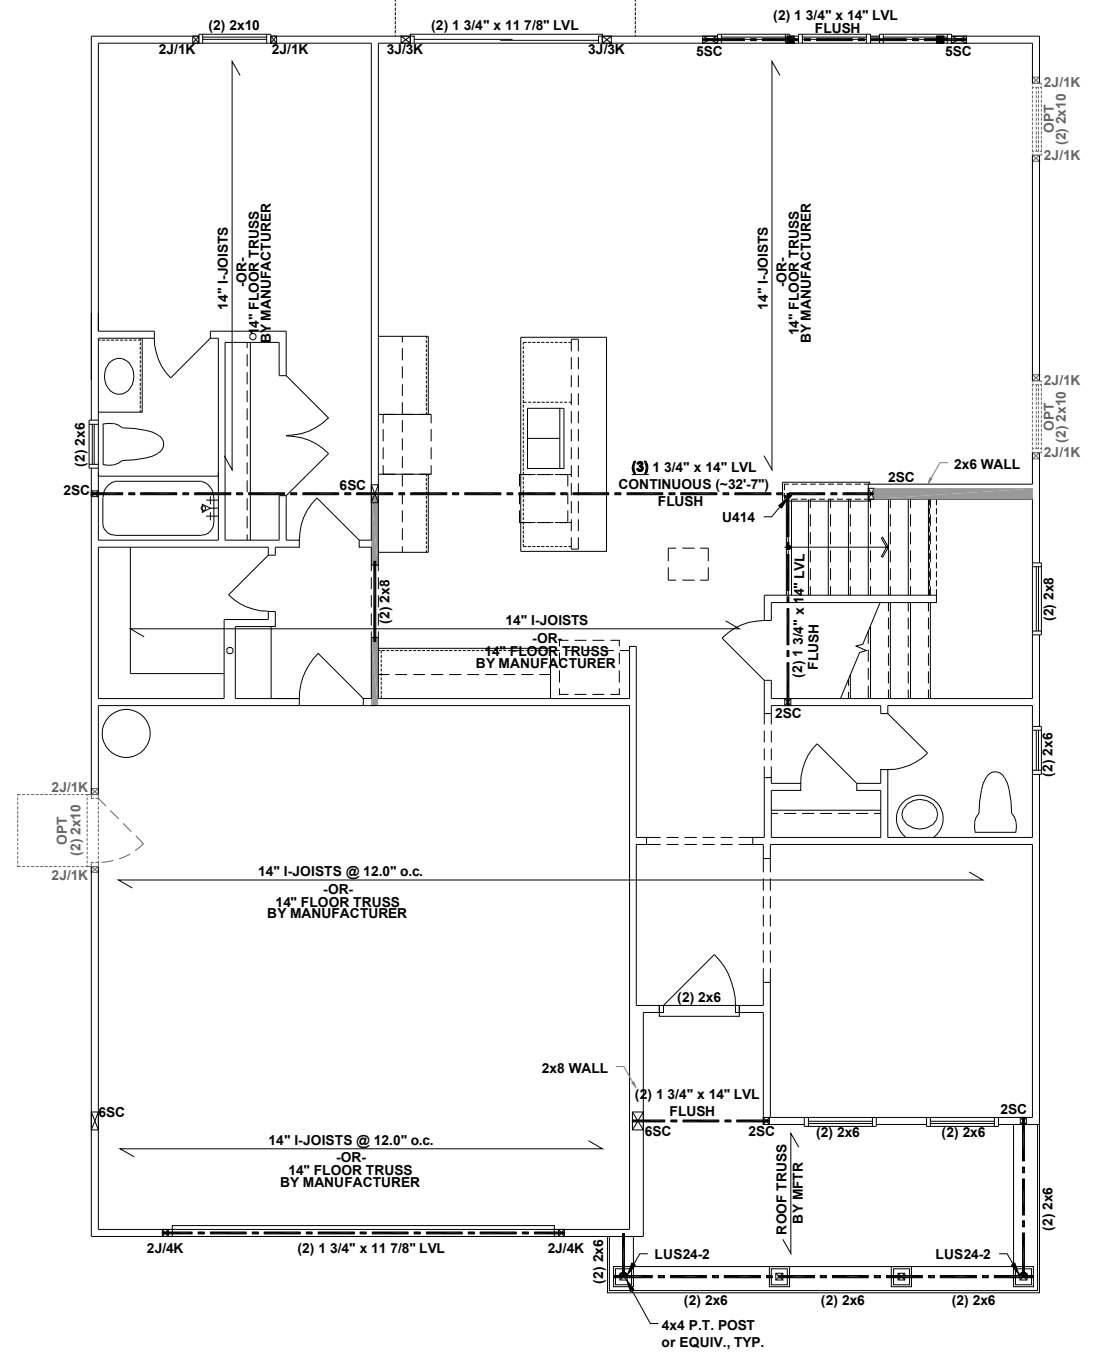 (2) 2x10
2J/1K
2J/1K
(2) 1 3/4" x 11 7/8" LVL
3J/3K
3J/3K
(2) 1 3/4" x 14" LVL
FLUSH
5SC
5SC
2J/1K
OPT
(2) 2x10
2J/1K
14" I-JOISTS
-OR-
14" FLOOR TRUSS
BY MANUFACTURER
14" I-JOISTS
-OR-
14" FLOOR TRUSS
BY MANUFACTURER
2J/1K
OPT
(2) 2x10
2J/1K
(2) 2x6
2SC
6SC
(3) 1 3/4" x 14" LVL
CONTINUOUS (~32'-7")
FLUSH
2SC
2x6 WALL
U414
(2) 2x8
(2) 1 3/4" x 14" LVL
FLUSH
(2) 2x8
14" I-JOISTS
-OR-
14" FLOOR TRUSS
BY MANUFACTURER
2SC
(2) 2x6
2J/1K
OPT
(2) 2x10
2J/1K
14" I-JOISTS @ 12.0" o.c.
-OR-
14" FLOOR TRUSS
BY MANUFACTURER
(2) 2x6
2x8 WALL
(2) 1 3/4" x 14" LVL
FLUSH
6SC
6SC
2SC
2SC
(2) 2x6
(2) 2x6
14" I-JOISTS @ 12.0" o.c.
-OR-
14" FLOOR TRUSS
BY MANUFACTURER
ROOF TRUSS
BY MFTR
(2) 2x6
2J/4K
(2) 1 3/4" x 11 7/8" LVL
2J/4K
(2) 2x6
LUS24-2
LUS24-2
(2) 2x6
(2) 2x6
(2) 2x6
4x4 P.T. POST
or EQUIV., TYP.